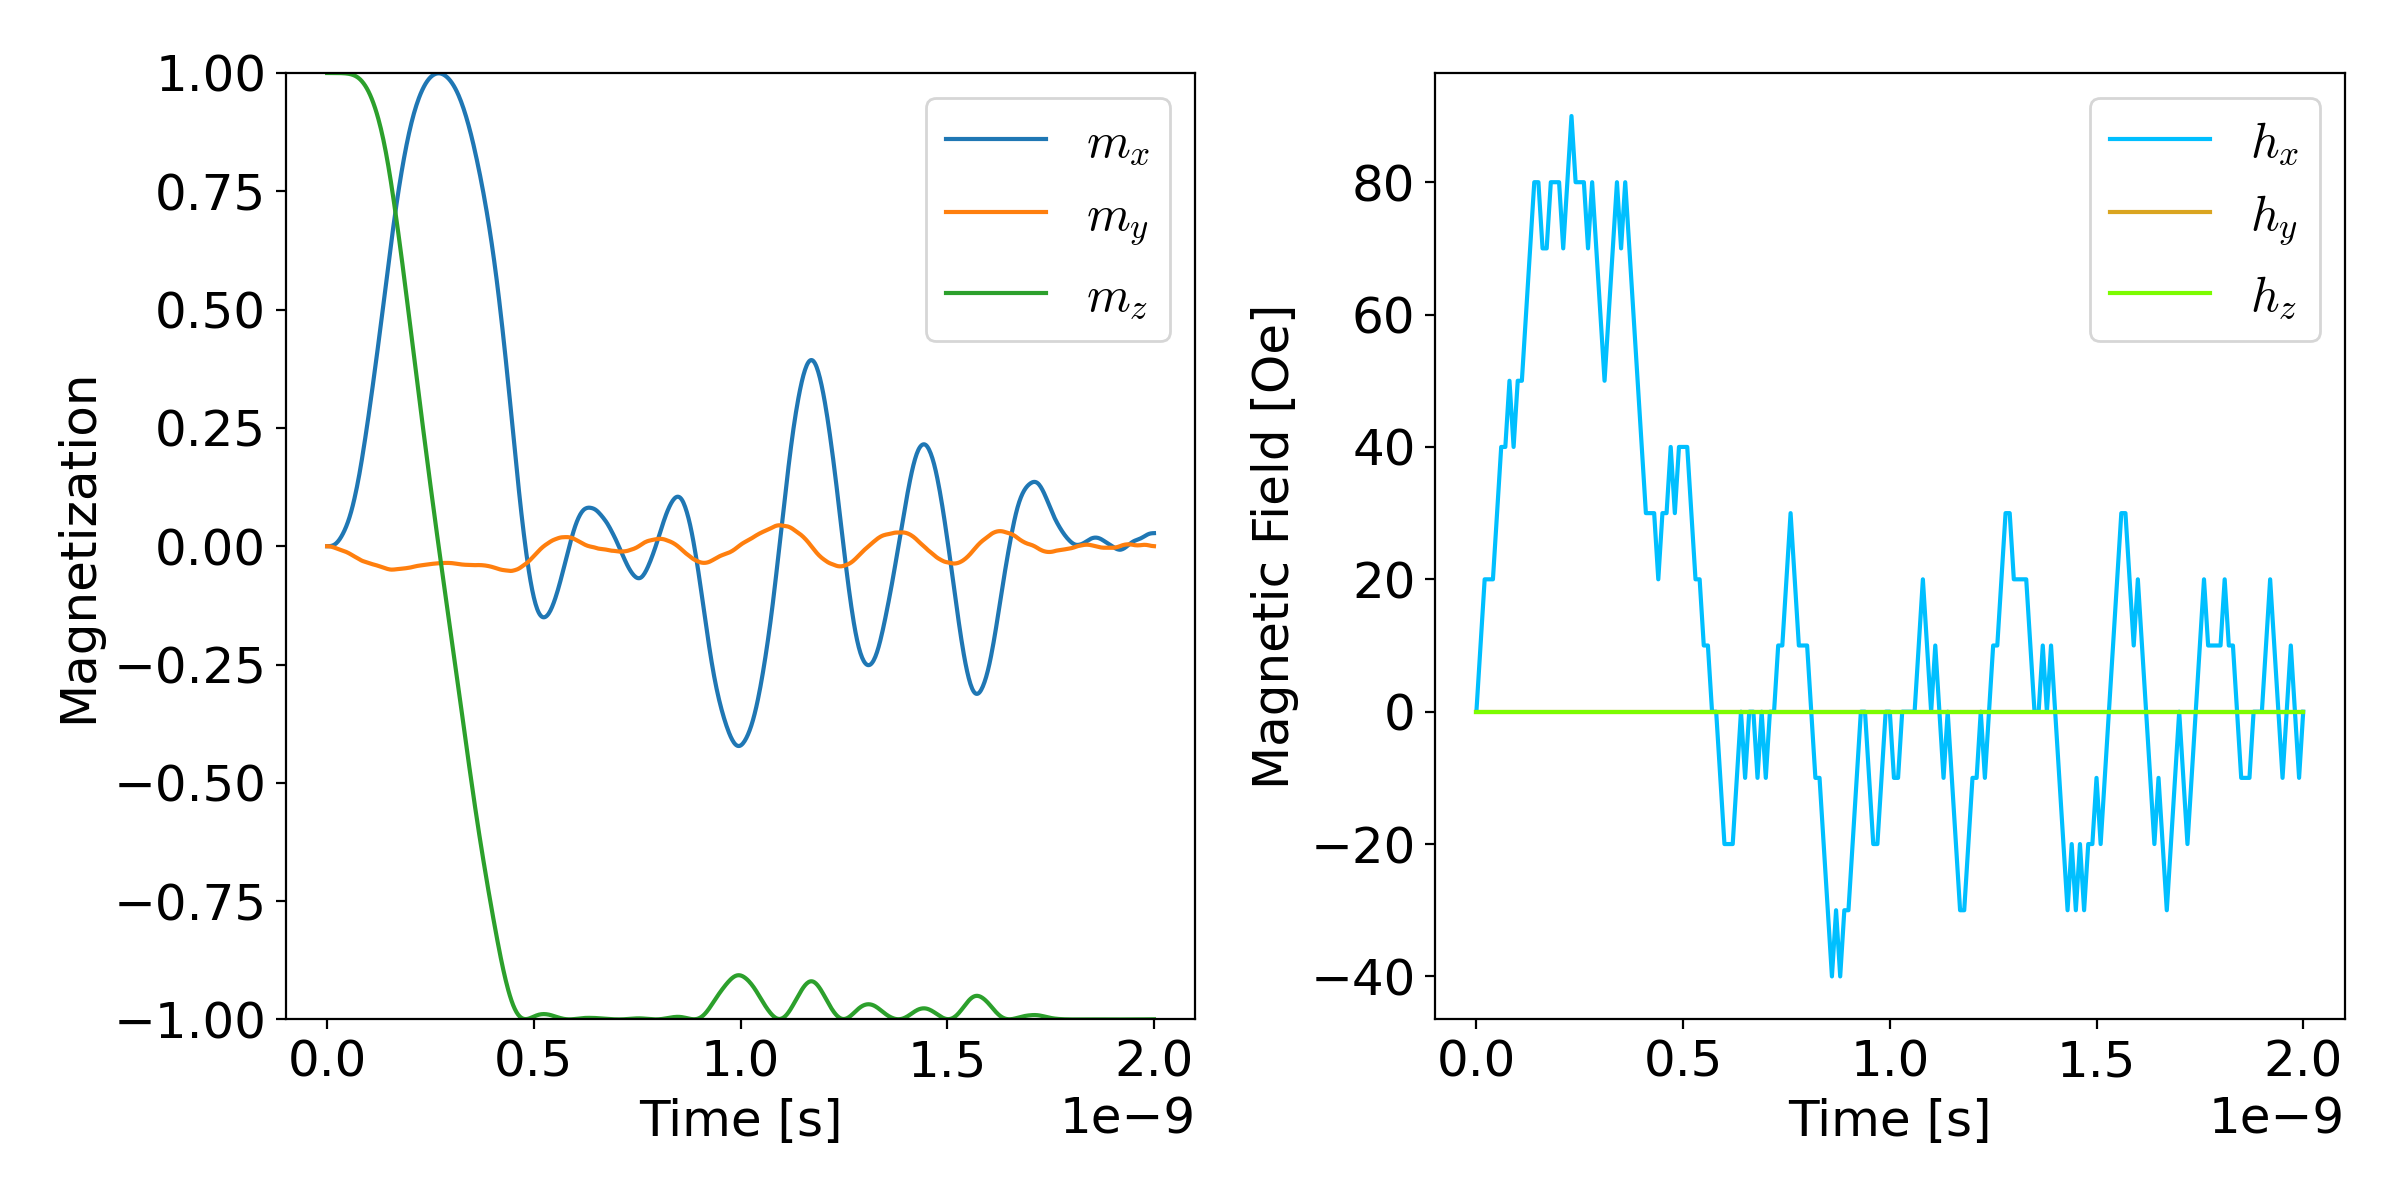 Magnetization
1.00
0.75
0.50
0.25
0.00
−0.25
−0.50
−0.75
−1.00
0.0 0.5 1.0 1.5 2.0
Time [s]
1e−9
m_x
m_y
m_z
Magnetic Field [Oe]
80
60
40
20
0
−20
−40
0.0 0.5 1.0 1.5 2.0
Time [s]
1e−9
h_x
h_y
h_z